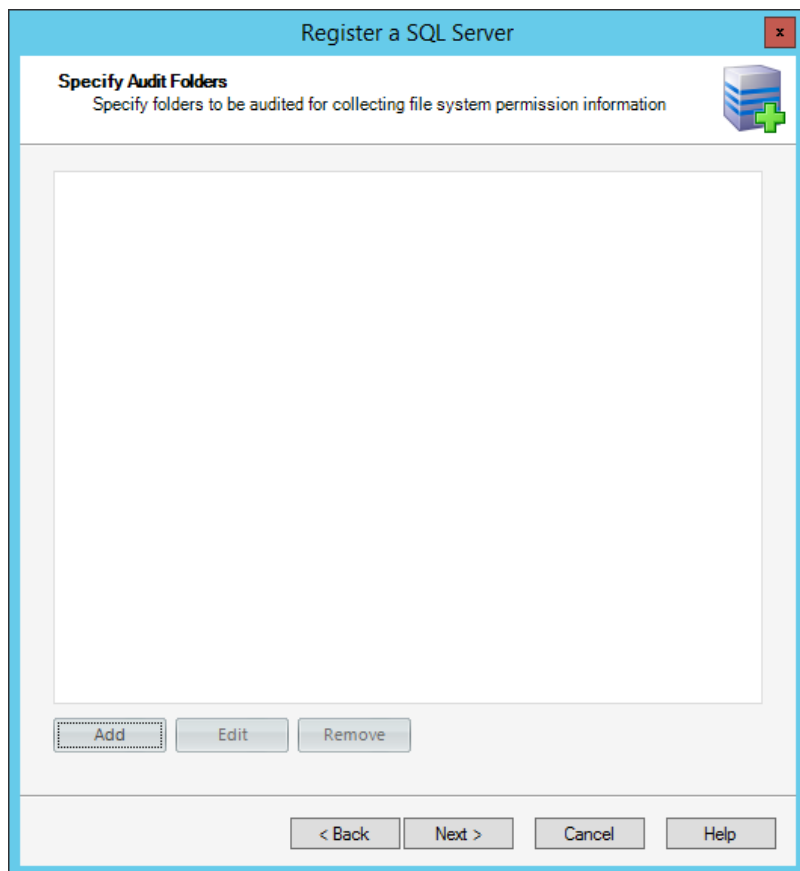 Register a SQL Server
x
Specify Audit Folders
Specify folders to be audited for collecting file system permission information
Add Edit Remove
< Back Next > Cancel Help